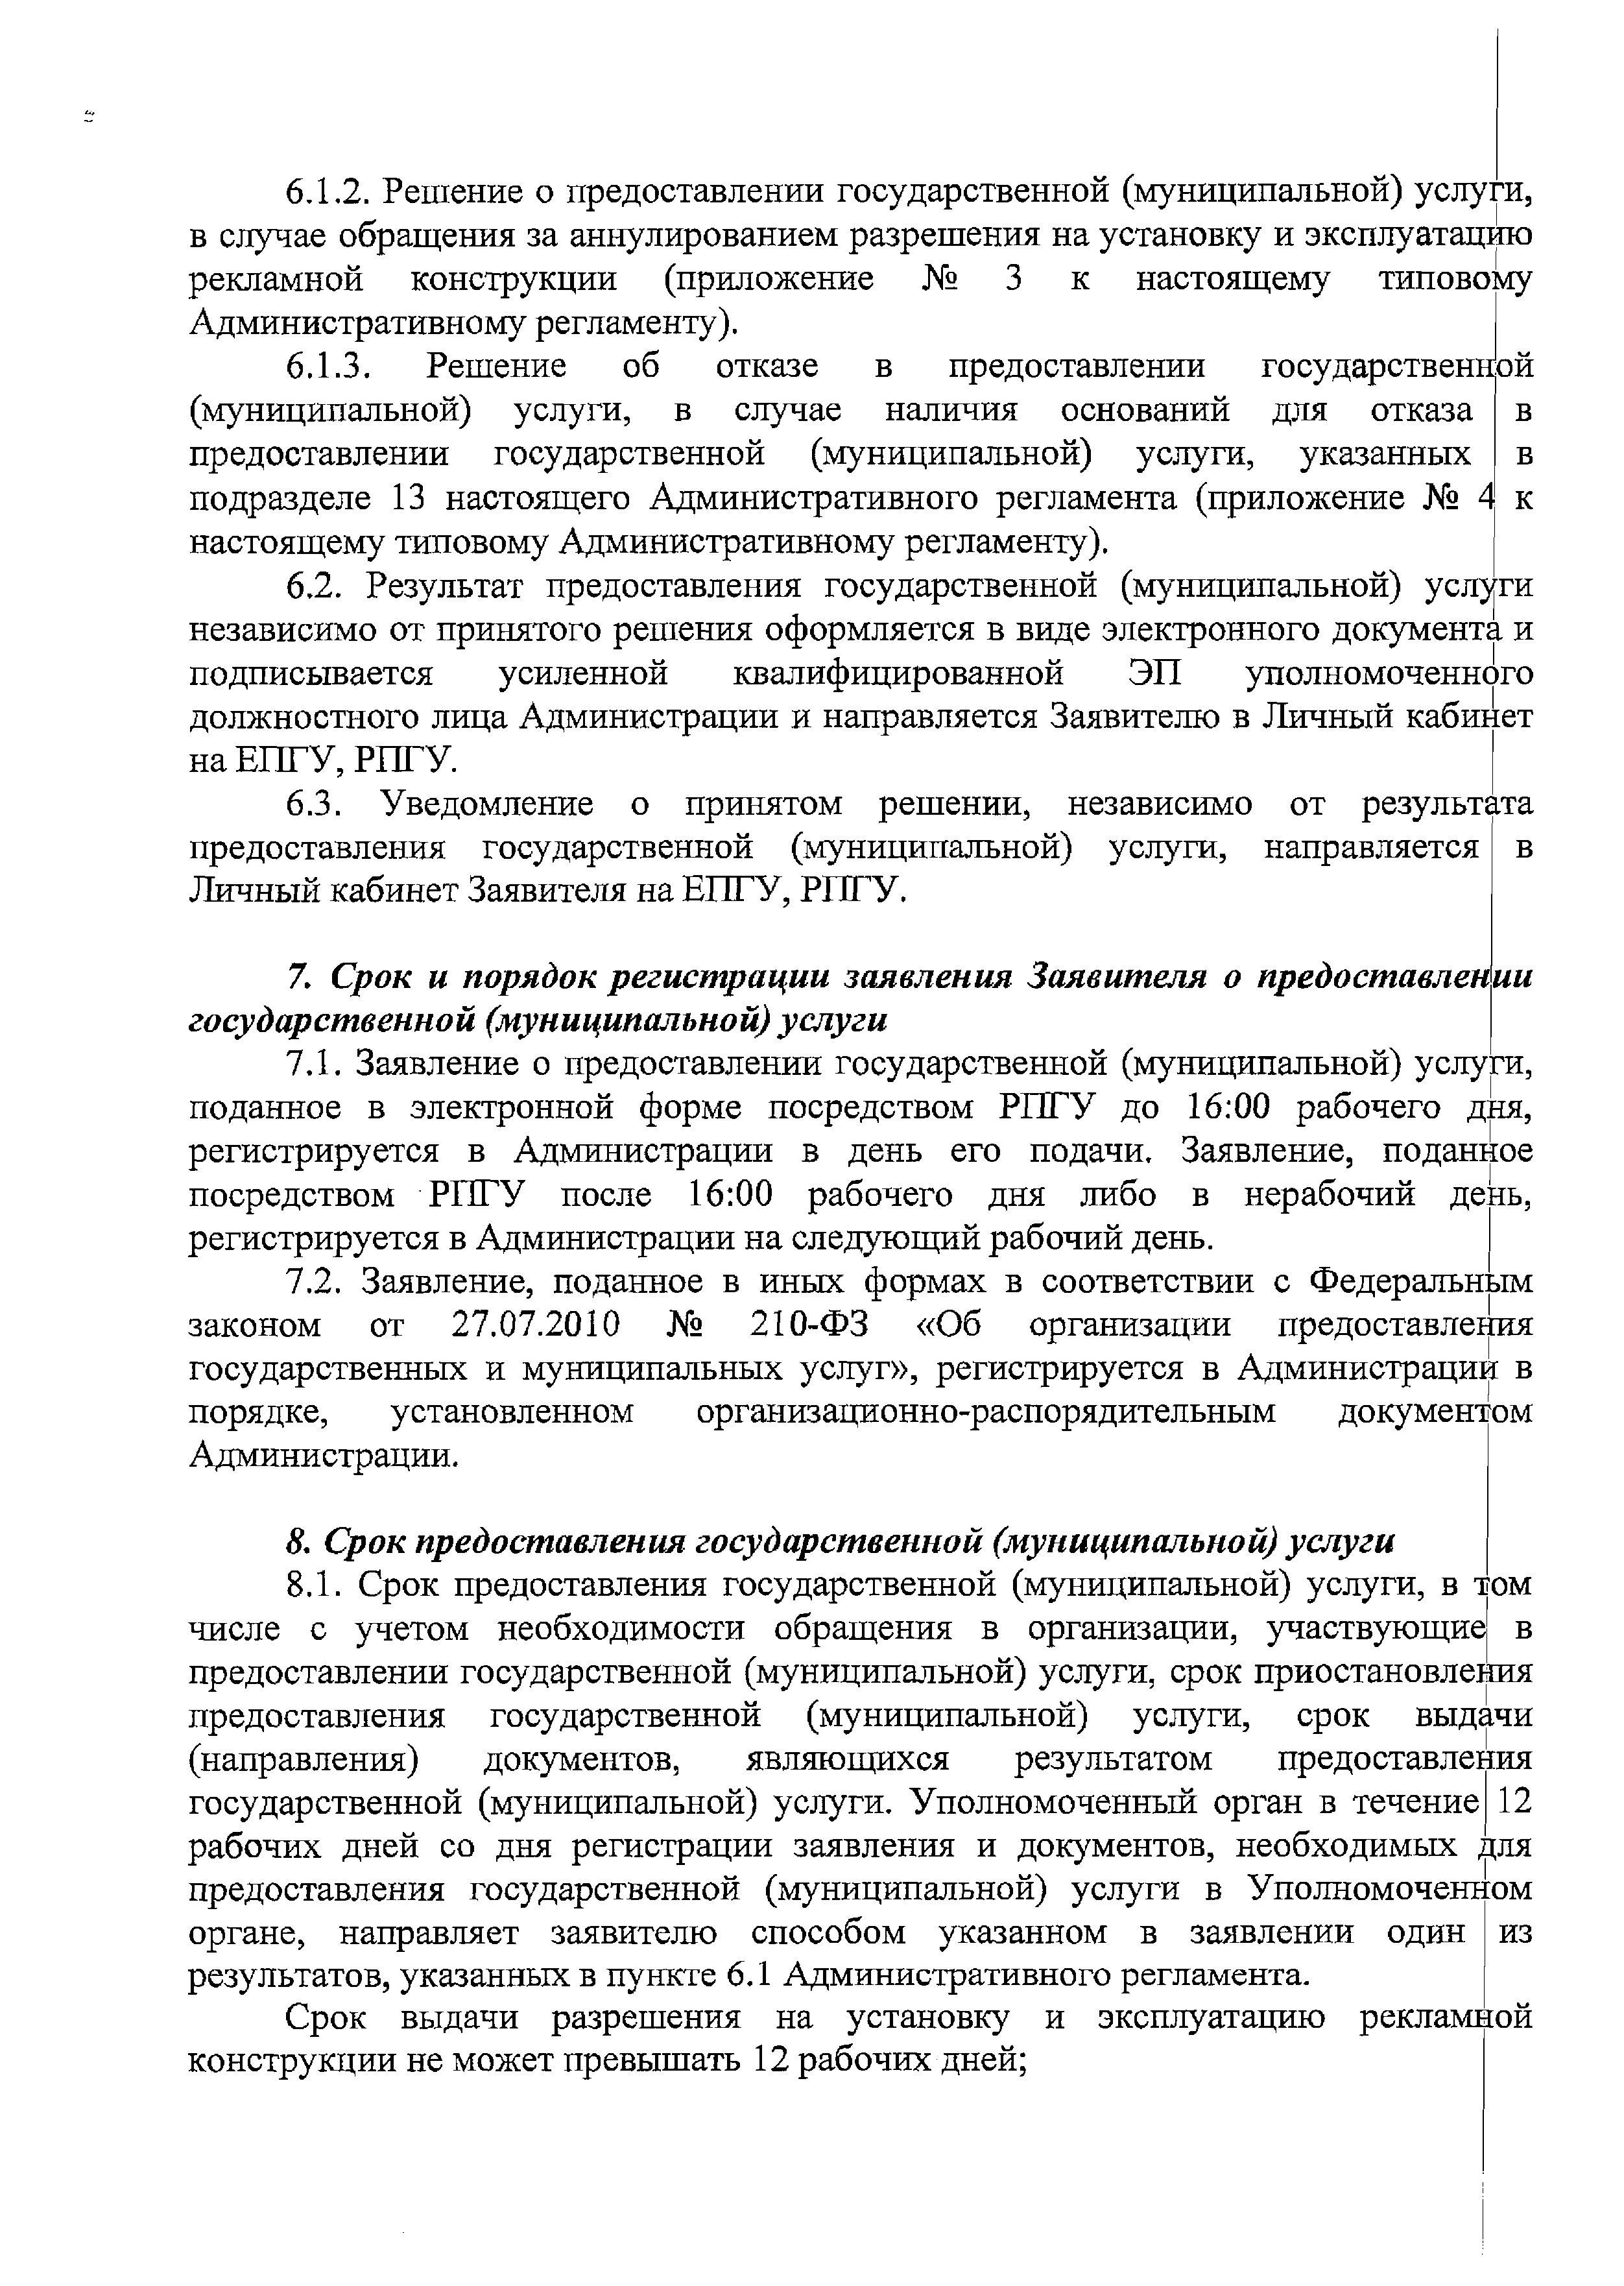 6.1.2. Решение о предоставлении государственной (муниципальной) услуги,
в случае обращения за аннулированием разрешения на установку и эксплуатацию
рекламной конструкции (приложение № 3 к настоящему типовому
Административному регламенту).
6.1.3. Решение об отказе в предоставлении государственной
(муниципальной) услуги, в случае наличия оснований для отказа в
предоставлении государственной (муниципальной) услуги, указанных в
подразделе 13 настоящего Административного регламента (приложение № 4 к
настоящему типовому Административному регламенту).
6.2. Результат предоставления государственной (муниципальной) услуги
независимо от принятого решения оформляется в виде электронного документа и
подписывается усиленной квалифицированной ЭП уполномоченного
должностного лица Администрации и направляется Заявителю в Личный кабинет
на ЕПГУ, РПГУ.
6.3. Уведомление о принятом решении, независимо от результата
предоставления государственной (муниципальной) услуги, направляется в
Личный кабинет Заявителя на ЕПГУ, РПГУ.
7. Срок и порядок регистрации заявления Заявителя о предоставлении
государственной (муниципальной) услуги
7.1. Заявление о предоставлении государственной (муниципальной) услуги,
поданное в электронной форме посредством РПГУ до 16:00 рабочего дня,
регистрируется в Администрации в день его подачи. Заявление, поданное
посредством РПГУ после 16:00 рабочего дня либо в нерабочий день,
регистрируется в Администрации на следующий рабочий день.
7.2. Заявление, поданное в иных формах в соответствии с Федеральным
законом от 27.07.2010 № 210-ФЗ «Об организации предоставления
государственных и муниципальных услуг», регистрируется в Администрации в
порядке, установленном организационно-распорядительным документом
Администрации.
8. Срок предоставления государственной (муниципальной) услуги
8.1. Срок предоставления государственной (муниципальной) услуги, в том
числе с учетом необходимости обращения в организации, участвующие в
предоставлении государственной (муниципальной) услуги, срок приостановления
предоставления государственной (муниципальной) услуги, срок выдачи
(направления) документов, являющихся результатом предоставления
государственной (муниципальной) услуги. Уполномоченный орган в течение 12
рабочих дней со дня регистрации заявления и документов, необходимых для
предоставления государственной (муниципальной) услуги в Уполномоченном
органе, направляет заявителю способом указанном в заявлении один из
результатов, указанных в пункте 6.1 Административного регламента.
Срок выдачи разрешения на установку и эксплуатацию рекламной
конструкции не может превышать 12 рабочих дней;